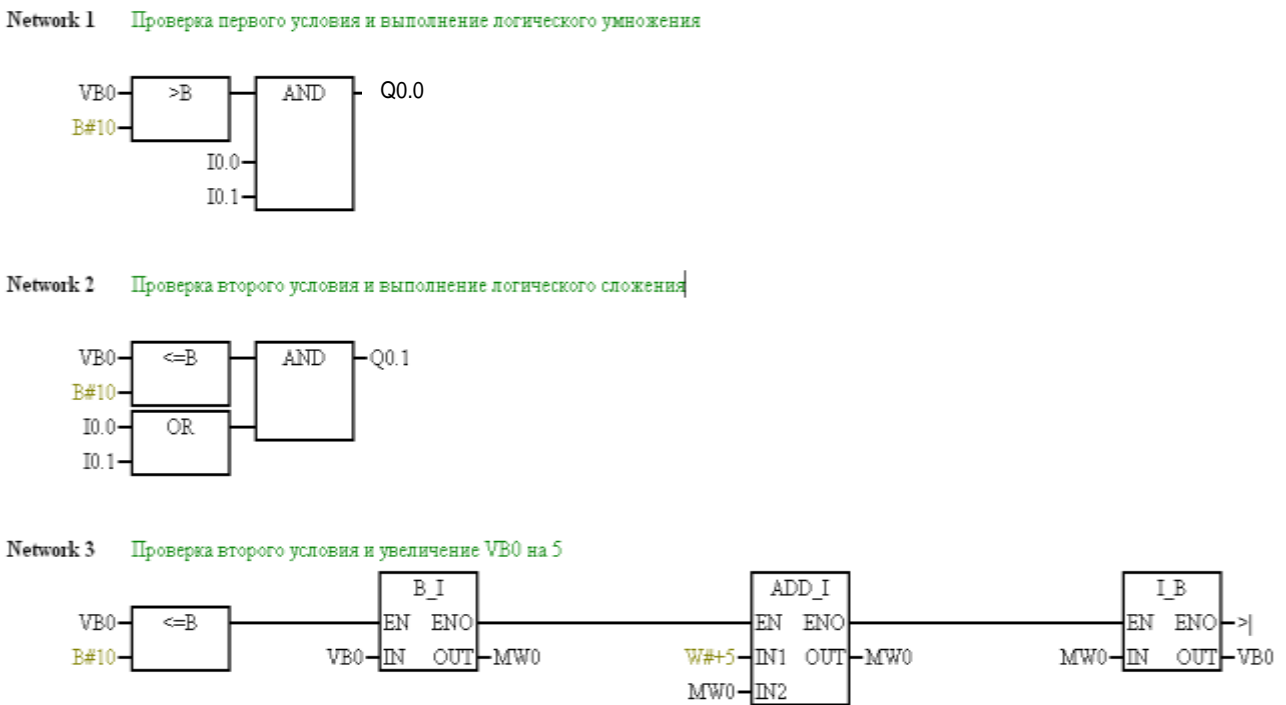 Network 1 Проверка первого условия и выполнение логического умножения
VB0 >B AND Q0.0
B#10
I0.0
I0.1
Network 2 Проверка второго условия и выполнение логического сложения
VB0 <=B AND Q0.1
B#10
I0.0 OR
I0.1
Network 3 Проверка второго условия и увеличение VB0 на 5
B_I ADD_I I_B
VB0 <=B EN ENO EN ENO EN ENO >|
B#10 VB0 IN OUT MW0 W#+5 IN1 OUT MW0 MW0 IN OUT VB0
MW0 IN2